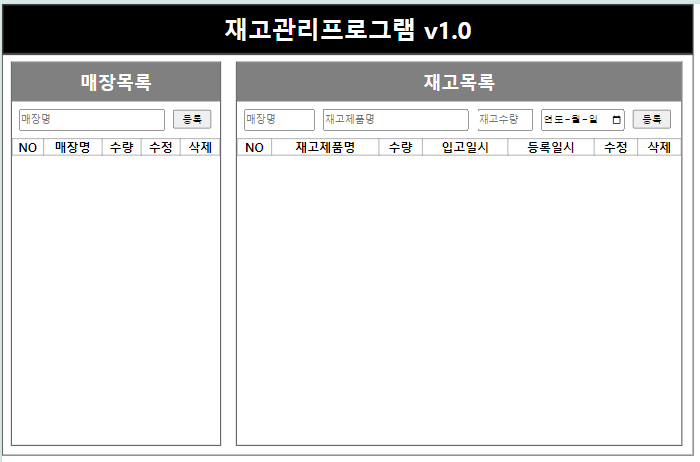 재고관리프로그램 v1.0
매장목록
매장명 등록
NO 매장명 수량 수정 삭제
재고목록
매장명 재고제품명 재고수량 연도-월-일 등록
NO 재고제품명 수량 입고일시 등록일시 수정 삭제